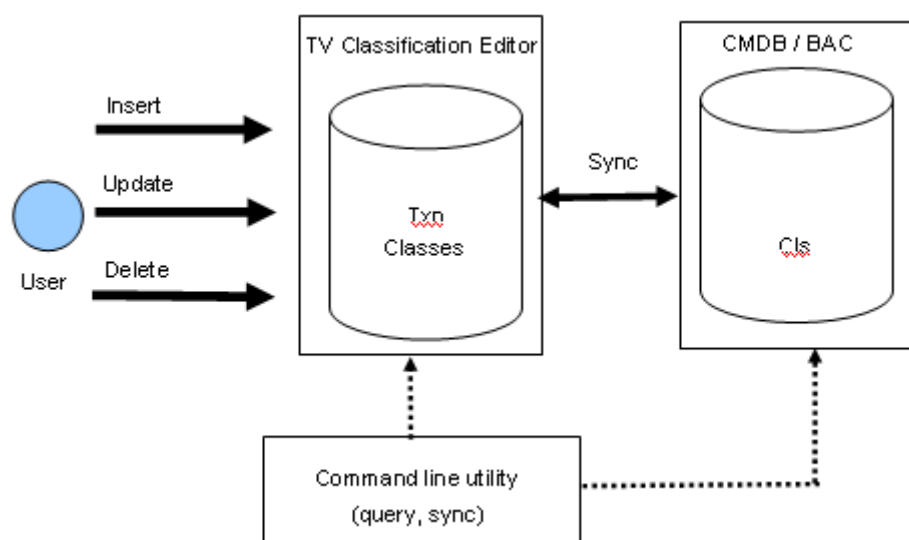 TV Classification Editor
CMDB / BAC
Insert
Update
Delete
User
Txn
Classes
Sync
CIs
Command line utility
(query, sync)